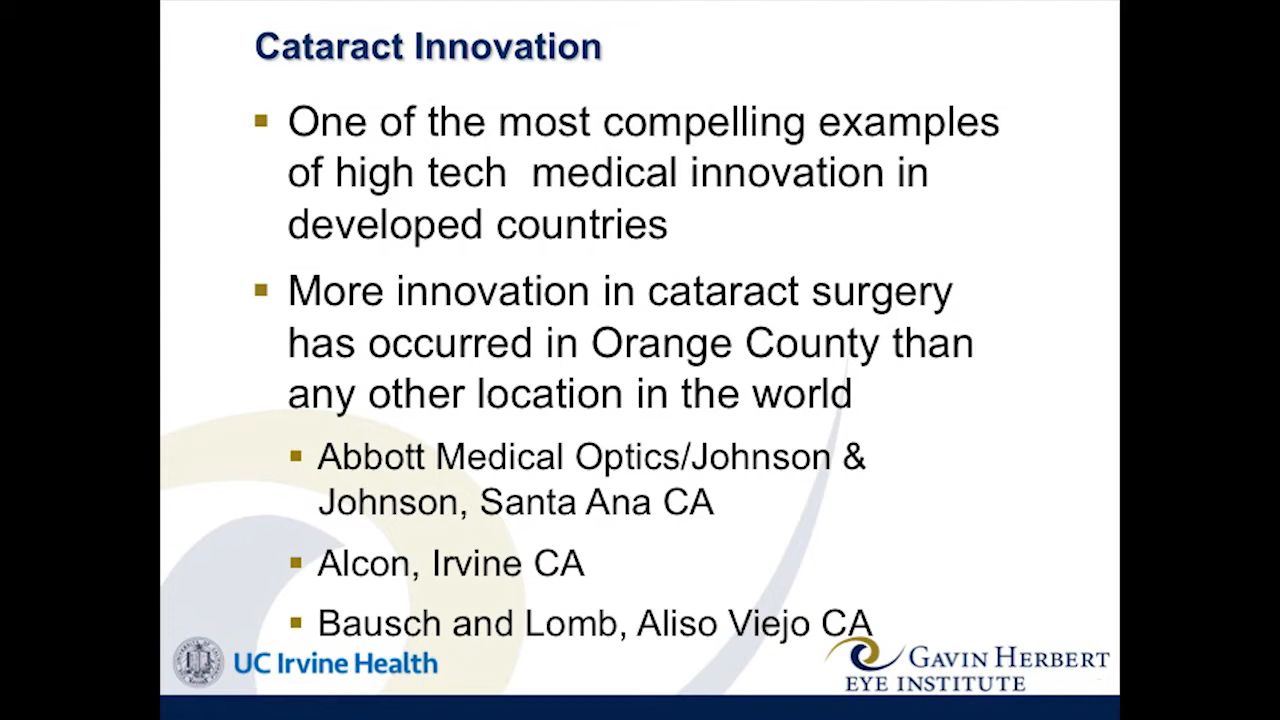 Cataract Innovation
▪ One of the most compelling examples
of high tech  medical innovation in
developed countries
▪ More innovation in cataract surgery
has occurred in Orange County than
any other location in the world
▪ Abbott Medical Optics/Johnson &
Johnson, Santa Ana CA
▪ Alcon, Irvine CA
▪ Bausch and Lomb, Aliso Viejo CA
UC Irvine Health
GAVIN HERBERT
EYE INSTITUTE